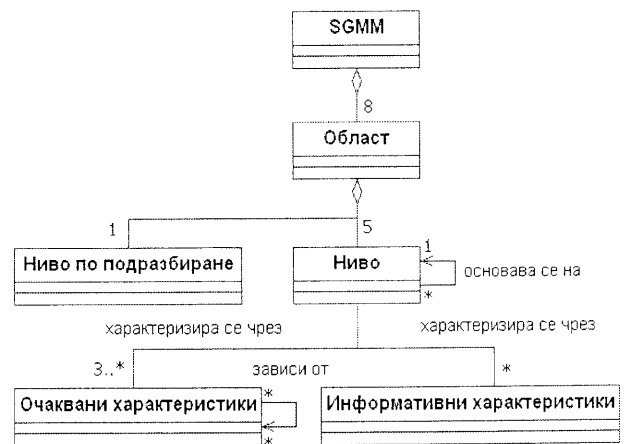 SGMM
8
Област
1
5
Ниво по подразбиране
Ниво
1
основава се на
*
характеризира се чрез
характеризира се чрез
3..*
зависи от
*
Очаквани характеристики
*
*
Информативни характеристики